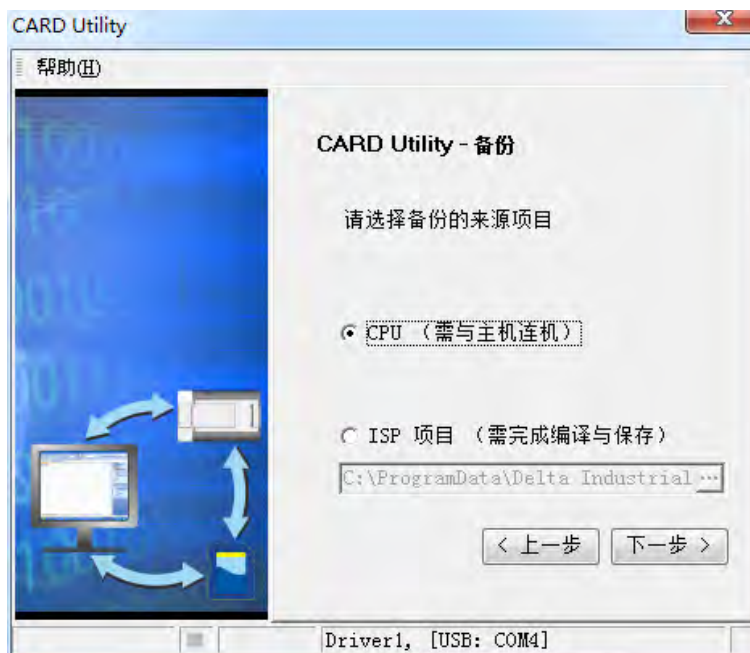 CARD Utility
帮助(H)
CARD Utility - 备份
请选择备份的来源项目
CPU （需与主机连机）
ISP 项目 （需完成编译与保存）
C:\ProgramData\Delta Industrial ...
< 上一步 下一步 >
Driver1, [USB: COM4]